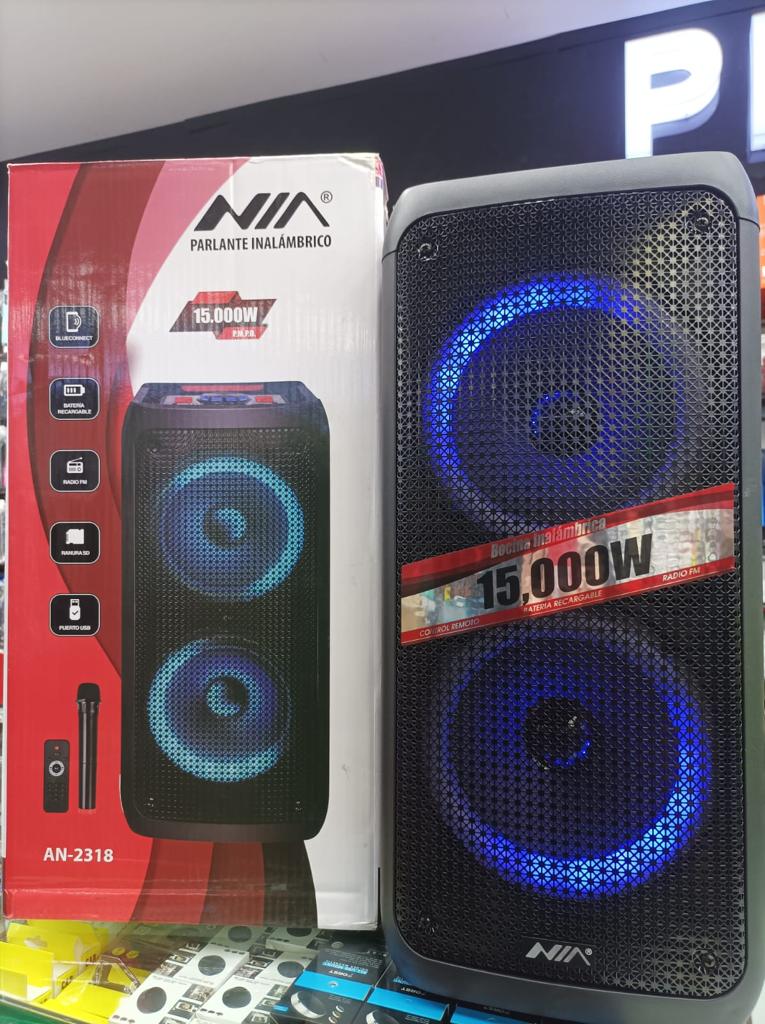 P
NIA®
PARLANTE INALÁMBRICO
15.000W
P.M.P.O.
BLUECONNECT
BATERÍA
RECARGABLE
RADIO FM
RANURA SD
PUERTO USB
AN-2318
Bocina Inalámbrica
15,000W
RADIO FM
BATERIA RECARGABLE
CONTROL REMOTO
NIA®